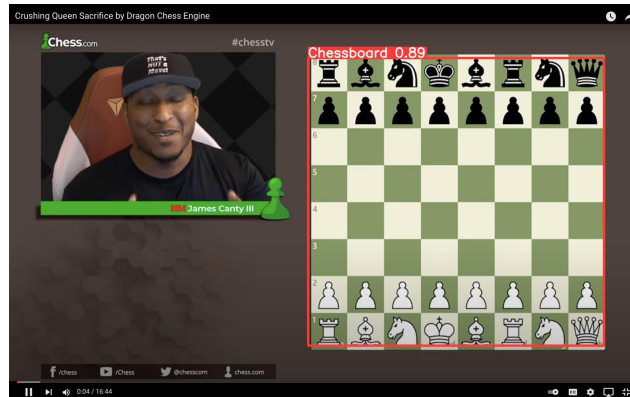 Crushing Queen Sacrifice by Dragon Chess Engine
Chess.com
#chesstv
Chessboard 0.89
That's
NOT a
Move!
NM James Canty III
8
7
6
5
4
3
2
1
/chess
/Chess
@chesscom
chess.com
0:04 / 16:44